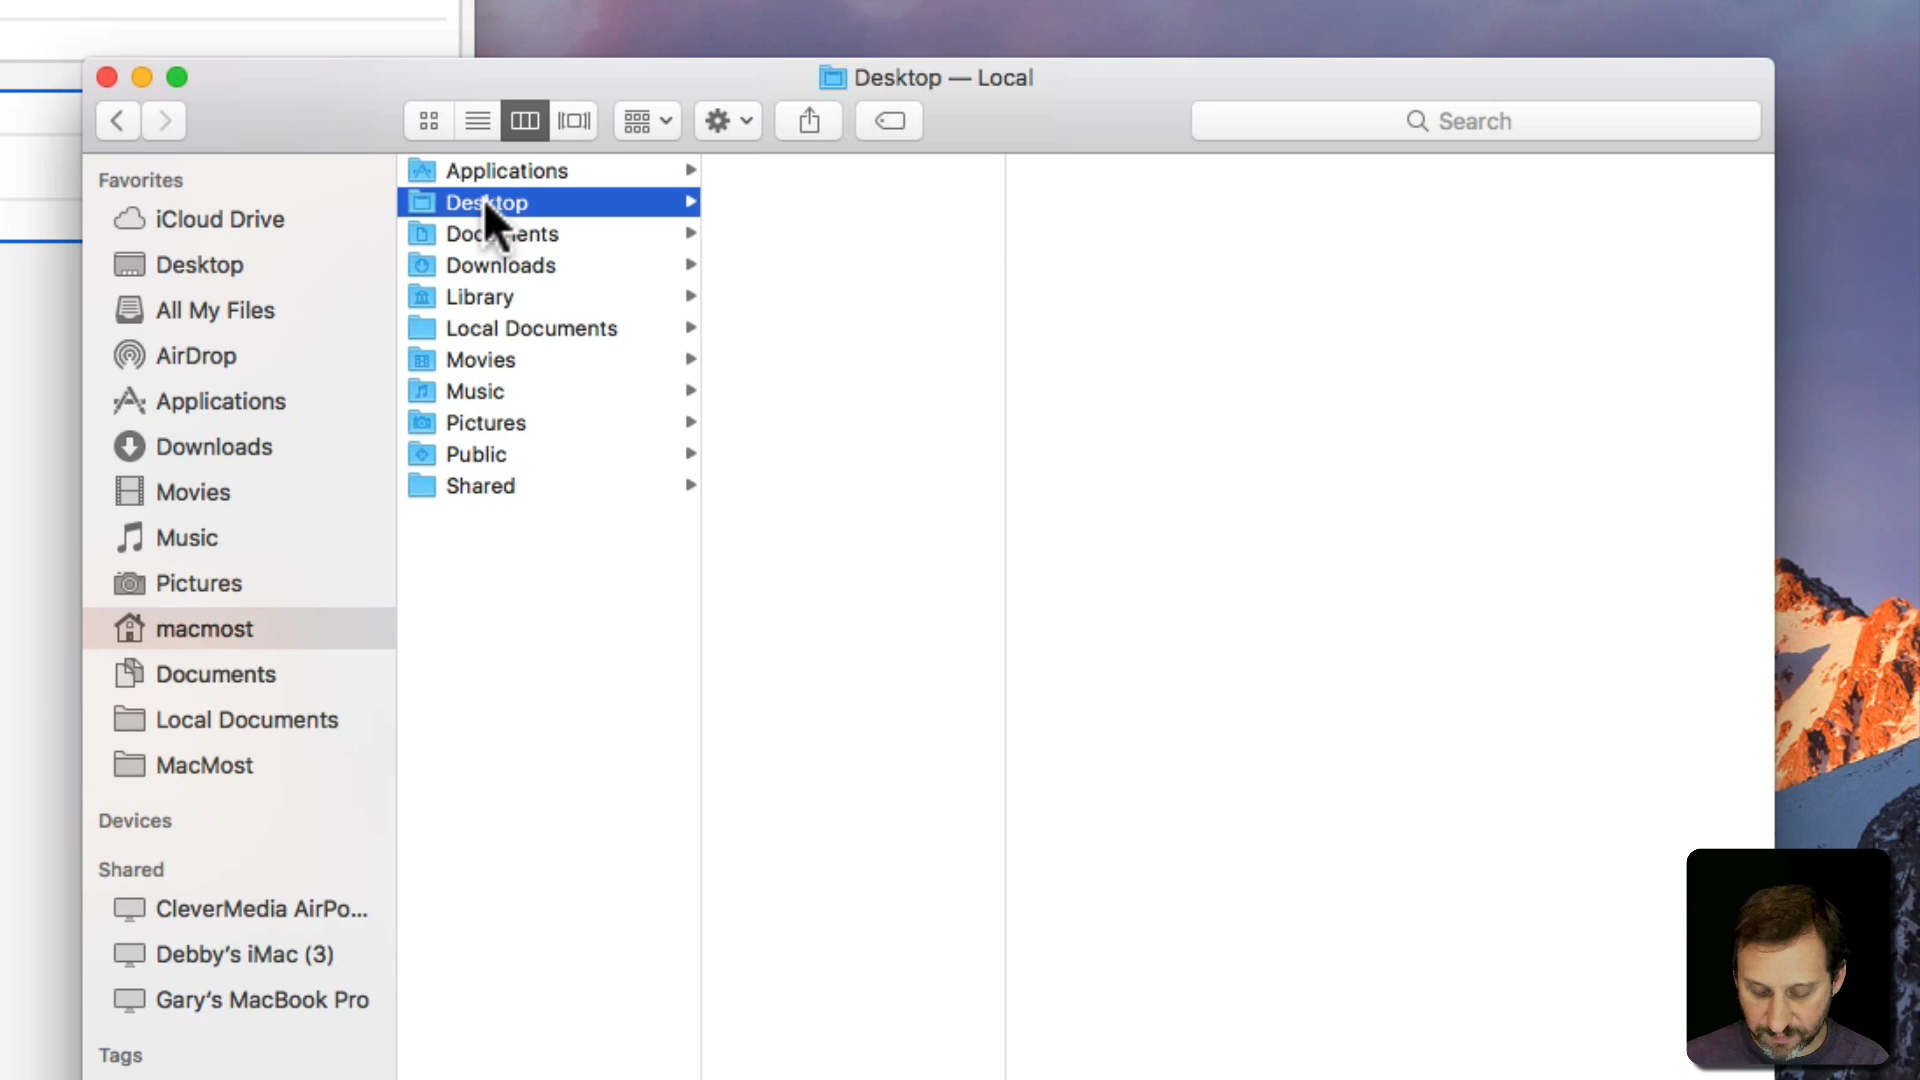 Desktop — Local
Search
Favorites
iCloud Drive
Desktop
All My Files
AirDrop
Applications
Downloads
Movies
Music
Pictures
macmost
Documents
Local Documents
MacMost
Devices
Shared
CleverMedia AirPo...
Debby's iMac (3)
Gary's MacBook Pro
Tags
Applications
Desktop
Documents
Downloads
Library
Local Documents
Movies
Music
Pictures
Public
Shared